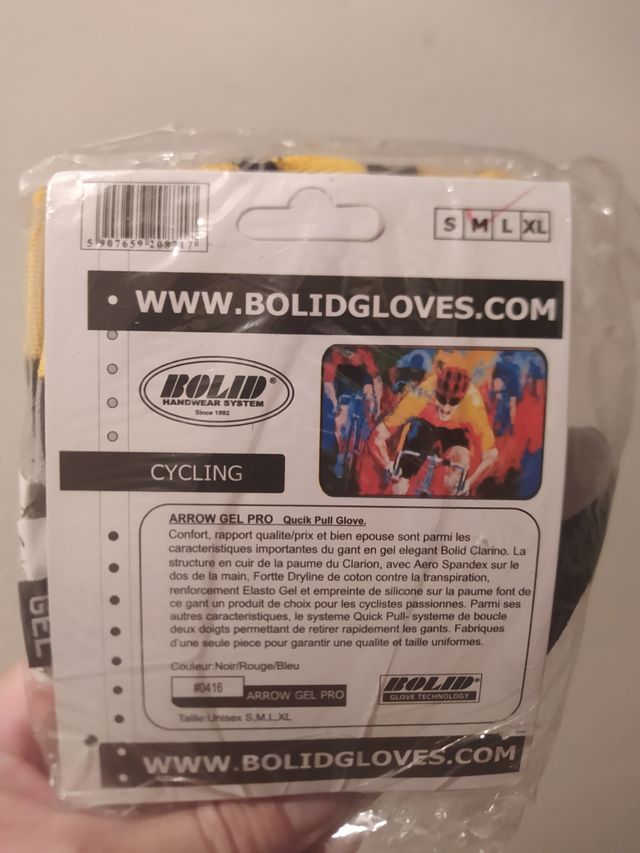 5 907659 208217
S M L XL
WWW.BOLIDGLOVES.COM
BOLID®
HANDWEAR SYSTEM
Since 1992
CYCLING
ARROW GEL PRO Qucik Pull Glove.
Confort, rapport qualite/prix et bien epouse sont parmi les
caracteristiques importantes du gant en gel elegant Bolid Clarino. La
structure en cuir de la paume du Clarion, avec Aero Spandex sur le
dos de la main, Fortte Dryline de coton contre la transpiration,
renforcement Elasto Gel et empreinte de silicone sur la paume font de
ce gant un produit de choix pour les cyclistes passionnes. Parmi ses
autres caracteristiques, le systeme Quick Pull- systeme de boucle
deux doigts permettant de retirer rapidement les gants. Fabriques
d'une seule piece pour garantir une qualite et taille uniformes.
Couleur:Noir/Rouge/Bleu
#0416 ARROW GEL PRO
BOLID®
GLOVE TECHNOLOGY
Taille:Unisex S,M,L,XL
WWW.BOLIDGLOVES.COM
GEL